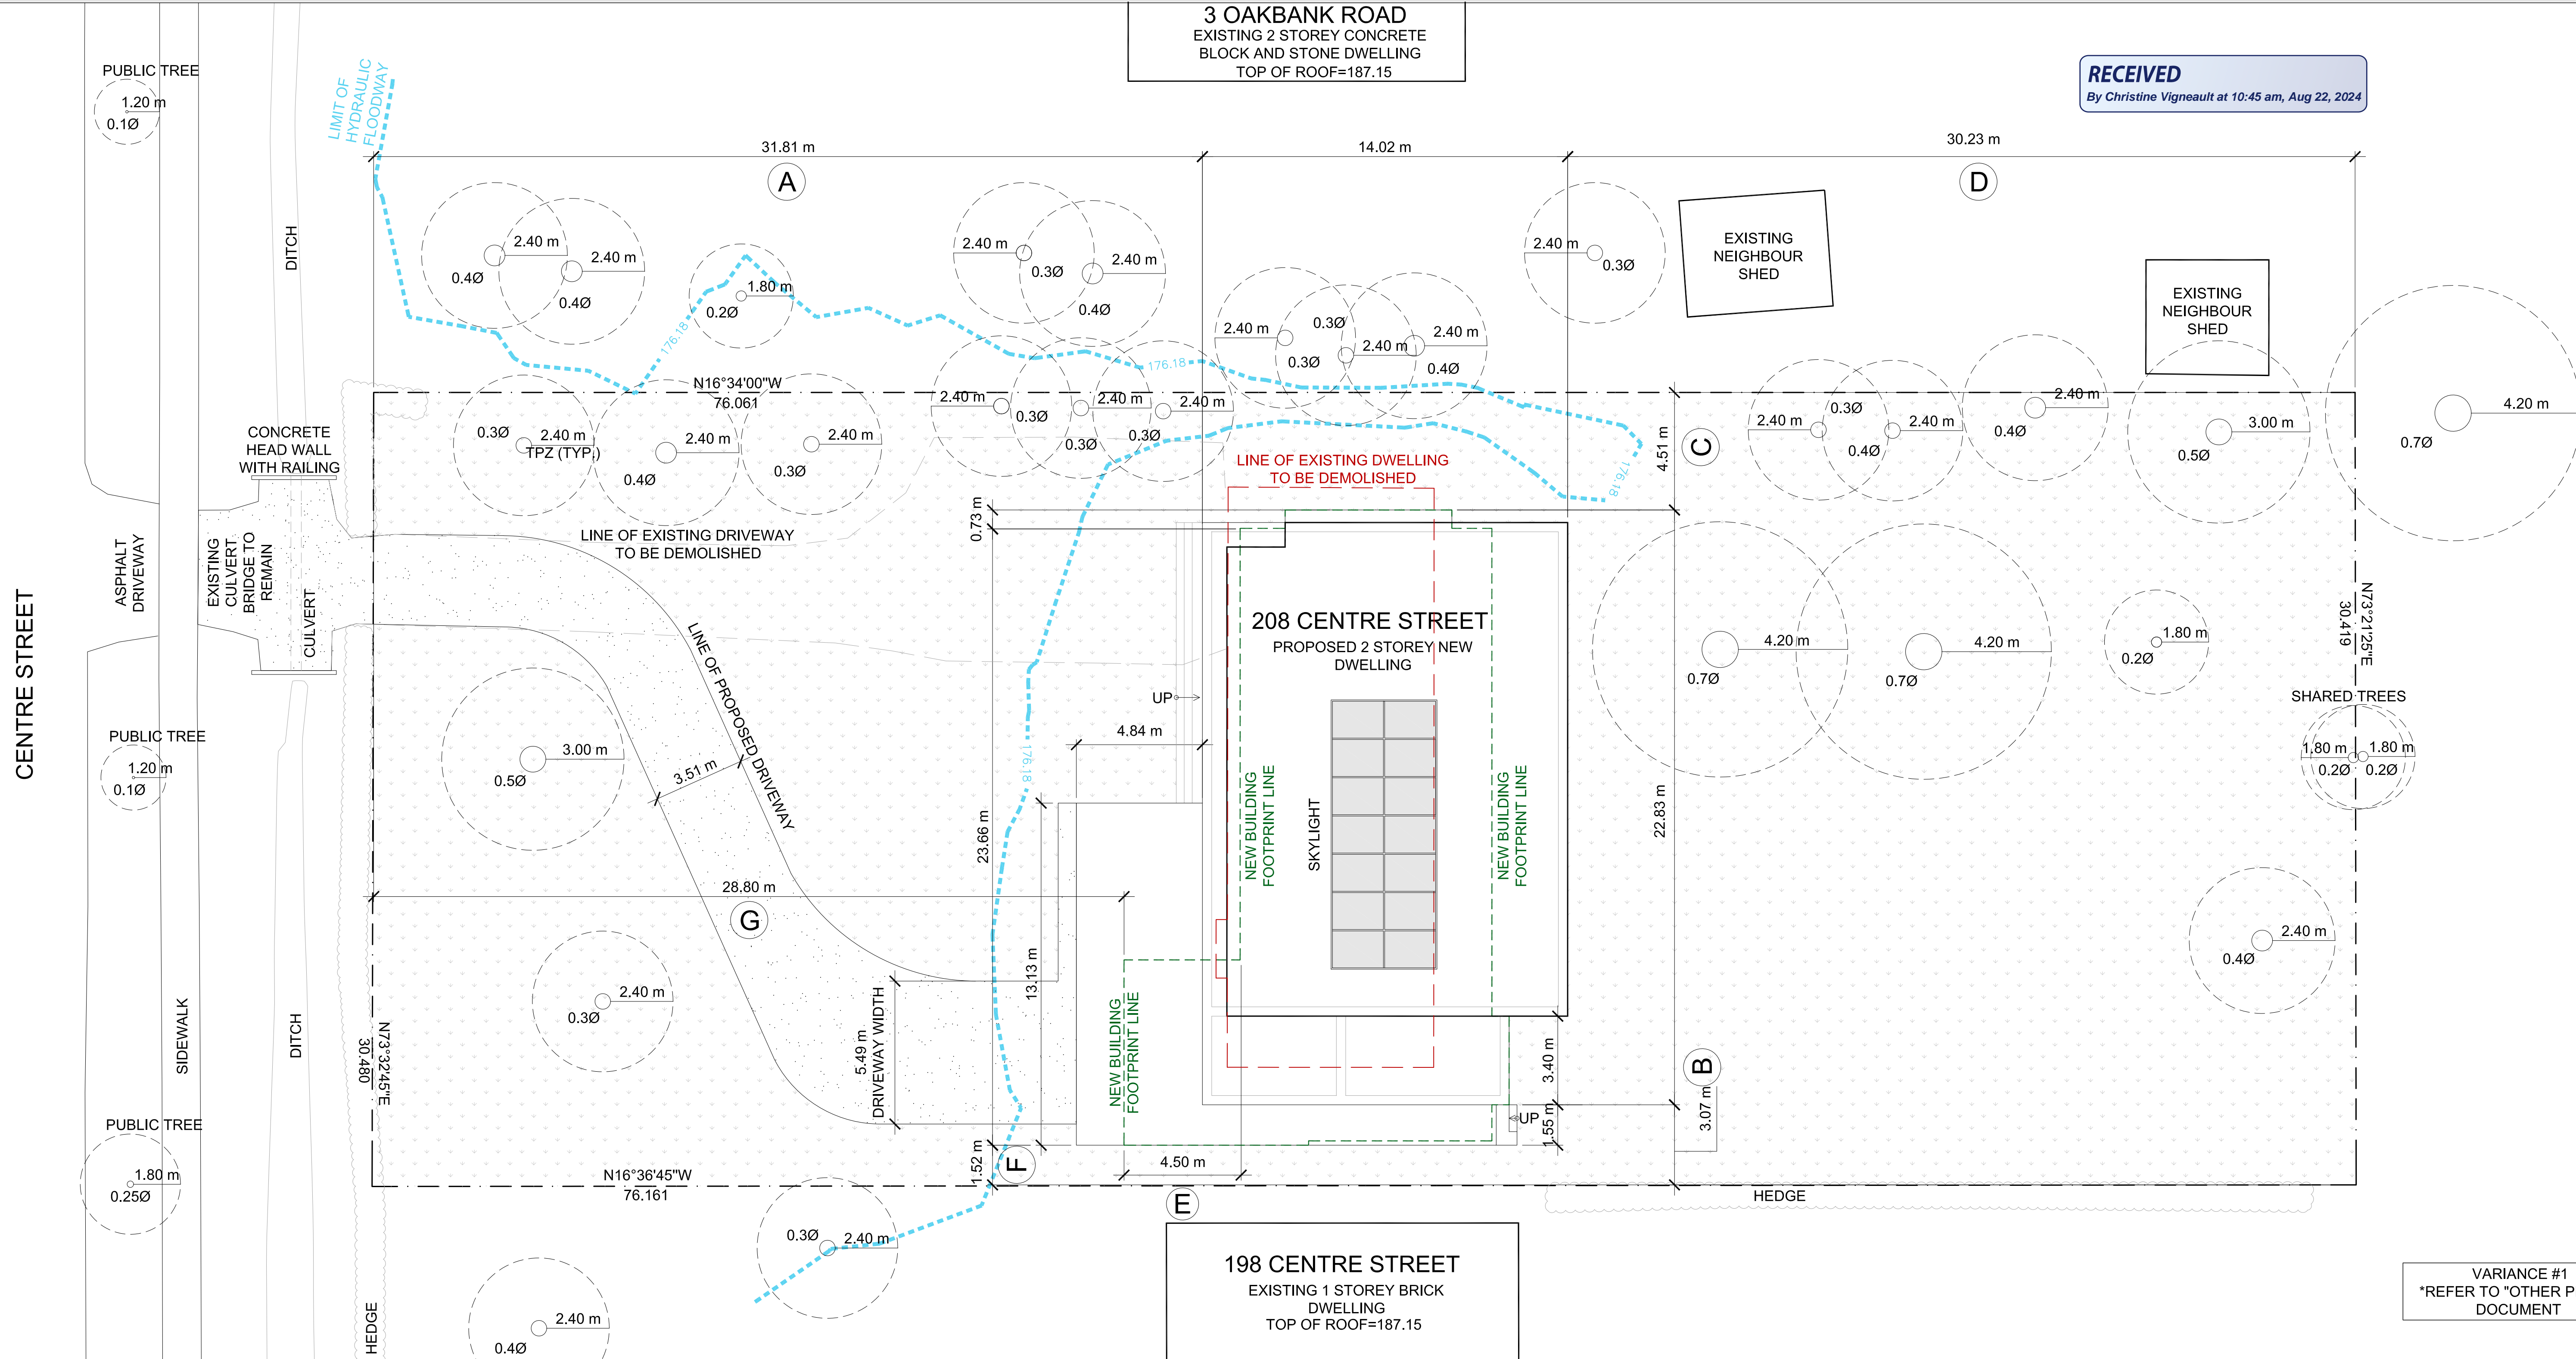 3 OAKBANK ROAD
EXISTING 2 STOREY CONCRETE
BLOCK AND STONE DWELLING
TOP OF ROOF=187.15
RECEIVED
By Christine Vigneault at 10:45 am, Aug 22, 2024
PUBLIC TREE
1.20 m
0.1Ø
LIMIT OF
HYDRAULIC
FLOODWAY
31.81 m
14.02 m
30.23 m
A
D
DITCH
2.40 m
0.4Ø
2.40 m
0.4Ø
1.80 m
0.2Ø
2.40 m
0.3Ø
2.40 m
0.4Ø
2.40 m
0.3Ø
EXISTING
NEIGHBOUR
SHED
EXISTING
NEIGHBOUR
SHED
2.40 m
0.3Ø
0.3Ø
2.40 m
2.40 m
0.4Ø
176.18
176.18
176.18
N16°34'00"W
76.061
0.3Ø
2.40 m
TPZ (TYP.)
2.40 m
0.4Ø
2.40 m
0.3Ø
2.40 m
0.3Ø
2.40 m
0.3Ø
2.40 m
0.3Ø
2.40 m
0.3Ø
2.40 m
0.4Ø
2.40 m
0.4Ø
3.00 m
0.5Ø
4.20 m
0.7Ø
C
4.51 m
LINE OF EXISTING DWELLING
TO BE DEMOLISHED
CONCRETE
HEAD WALL
WITH RAILING
LINE OF EXISTING DRIVEWAY
TO BE DEMOLISHED
0.73 m
CENTRE STREET
ASPHALT
DRIVEWAY
EXISTING
CULVERT
BRIDGE TO
REMAIN
CULVERT
LINE OF PROPOSED DRIVEWAY
208 CENTRE STREET
PROPOSED 2 STOREY NEW
DWELLING
UP
4.84 m
4.20 m
0.7Ø
4.20 m
0.7Ø
1.80 m
0.2Ø
N73°21'25"E
30.419
SHARED TREES
1.80 m
0.2Ø
1.80 m
0.2Ø
PUBLIC TREE
1.20 m
0.1Ø
3.00 m
0.5Ø
3.51 m
176.18
23.66 m
NEW BUILDING
FOOTPRINT LINE
SKYLIGHT
NEW BUILDING
FOOTPRINT LINE
22.83 m
28.80 m
G
2.40 m
0.4Ø
2.40 m
0.3Ø
13.13 m
5.49 m
DRIVEWAY WIDTH
NEW BUILDING
FOOTPRINT LINE
SIDEWALK
DITCH
N73°32'45"E
30.480
3.40 m
B
3.07 m
UP
1.55 m
PUBLIC TREE
1.80 m
0.25Ø
1.52 m
F
4.50 m
N16°36'45"W
76.161
E
HEDGE
0.3Ø
2.40 m
198 CENTRE STREET
EXISTING 1 STOREY BRICK
DWELLING
TOP OF ROOF=187.15
HEDGE
2.40 m
0.4Ø
VARIANCE #1
*REFER TO "OTHER P
DOCUMENT